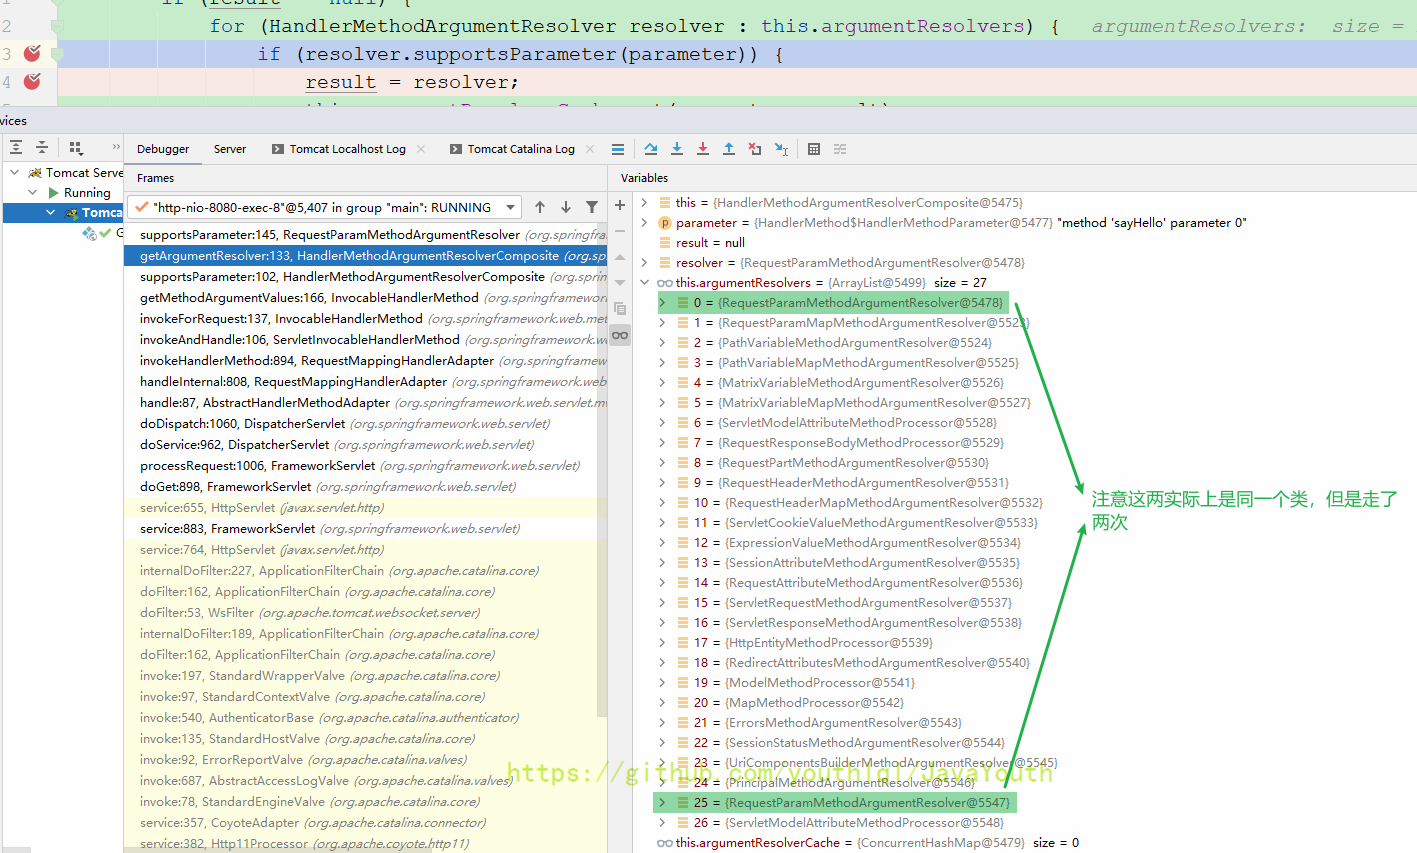 if (result null) {
2 for (HandlerMethodArgumentResolver resolver : this.argumentResolvers) { argumentResolvers: size =
3 if (resolver.supportsParameter(parameter)) {
4 result = resolver;
vices
Debugger Server Tomcat Localhost Log Tomcat Catalina Log
Tomcat Serve
Running
Tomca
Frames
"http-nio-8080-exec-8"@5,407 in group "main": RUNNING
supportsParameter:145, RequestParamMethodArgumentResolver (org.springfra
getArgumentResolver:133, HandlerMethodArgumentResolverComposite (org.sp
supportsParameter:102, HandlerMethodArgumentResolverComposite (org.sprin
getMethodArgumentValues:166, InvocableHandlerMethod (org.springframewor
invokeForRequest:137, InvocableHandlerMethod (org.springframework.web.met
invokeAndHandle:106, ServletInvocableHandlerMethod (org.springframework.we
invokeHandlerMethod:894, RequestMappingHandlerAdapter (org.springframew
handleInternal:808, RequestMappingHandlerAdapter (org.springframework.web
handle:87, AbstractHandlerMethodAdapter (org.springframework.web.servlet.mv
doDispatch:1060, DispatcherServlet (org.springframework.web.servlet)
doService:962, DispatcherServlet (org.springframework.web.servlet)
processRequest:1006, FrameworkServlet (org.springframework.web.servlet)
doGet:898, FrameworkServlet (org.springframework.web.servlet)
service:655, HttpServlet (javax.servlet.http)
service:883, FrameworkServlet (org.springframework.web.servlet)
service:764, HttpServlet (javax.servlet.http)
internalDoFilter:227, ApplicationFilterChain (org.apache.catalina.core)
doFilter:162, ApplicationFilterChain (org.apache.catalina.core)
doFilter:53, WsFilter (org.apache.tomcat.websocket.server)
internalDoFilter:189, ApplicationFilterChain (org.apache.catalina.core)
doFilter:162, ApplicationFilterChain (org.apache.catalina.core)
invoke:197, StandardWrapperValve (org.apache.catalina.core)
invoke:97, StandardContextValve (org.apache.catalina.core)
invoke:540, AuthenticatorBase (org.apache.catalina.authenticator)
invoke:135, StandardHostValve (org.apache.catalina.core)
invoke:92, ErrorReportValve (org.apache.catalina.valves)
invoke:687, AbstractAccessLogValve (org.apache.catalina.valves)
invoke:78, StandardEngineValve (org.apache.catalina.core)
service:357, CoyoteAdapter (org.apache.catalina.connector)
service:382, Http11Processor (org.apache.coyote.http11)
Variables
this = {HandlerMethodArgumentResolverComposite@5475}
parameter = {HandlerMethod$HandlerMethodParameter@5477} "method 'sayHello' parameter 0"
result = null
resolver = {RequestParamMethodArgumentResolver@5478}
this.argumentResolvers = {ArrayList@5499} size = 27
0 = {RequestParamMethodArgumentResolver@5478}
1 = {RequestParamMapMethodArgumentResolver@5523}
2 = {PathVariableMethodArgumentResolver@5524}
3 = {PathVariableMapMethodArgumentResolver@5525}
4 = {MatrixVariableMethodArgumentResolver@5526}
5 = {MatrixVariableMapMethodArgumentResolver@5527}
6 = {ServletModelAttributeMethodProcessor@5528}
7 = {RequestResponseBodyMethodProcessor@5529}
8 = {RequestPartMethodArgumentResolver@5530}
9 = {RequestHeaderMethodArgumentResolver@5531}
10 = {RequestHeaderMapMethodArgumentResolver@5532}
11 = {ServletCookieValueMethodArgumentResolver@5533}
12 = {ExpressionValueMethodArgumentResolver@5534}
13 = {SessionAttributeMethodArgumentResolver@5535}
14 = {RequestAttributeMethodArgumentResolver@5536}
15 = {ServletRequestMethodArgumentResolver@5537}
16 = {ServletResponseMethodArgumentResolver@5538}
17 = {HttpEntityMethodProcessor@5539}
18 = {RedirectAttributesMethodArgumentResolver@5540}
19 = {ModelMethodProcessor@5541}
20 = {MapMethodProcessor@5542}
21 = {ErrorsMethodArgumentResolver@5543}
22 = {SessionStatusMethodArgumentResolver@5544}
23 = {UriComponentsBuilderMethodArgumentResolver@5545}
24 = {PrincipalMethodArgumentResolver@5546}
25 = {RequestParamMethodArgumentResolver@5547}
26 = {ServletModelAttributeMethodProcessor@5548}
this.argumentResolverCache = {ConcurrentHashMap@5479} size = 0
注意这两实际上是同一个类，但是走了
两次
https://github.com/youthlql/JavaYouth